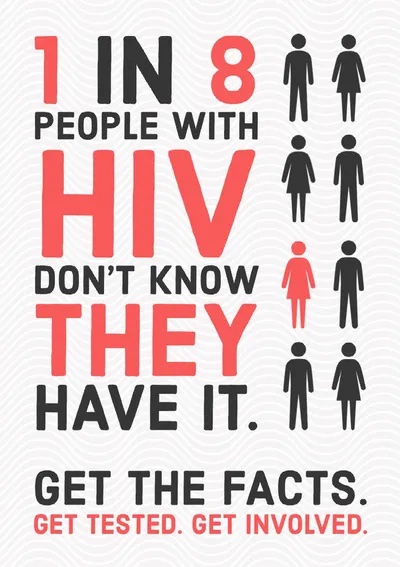 1 IN 8
PEOPLE WITH
HIV
DON'T KNOW
THEY
HAVE IT.
GET THE FACTS.
GET TESTED. GET INVOLVED.